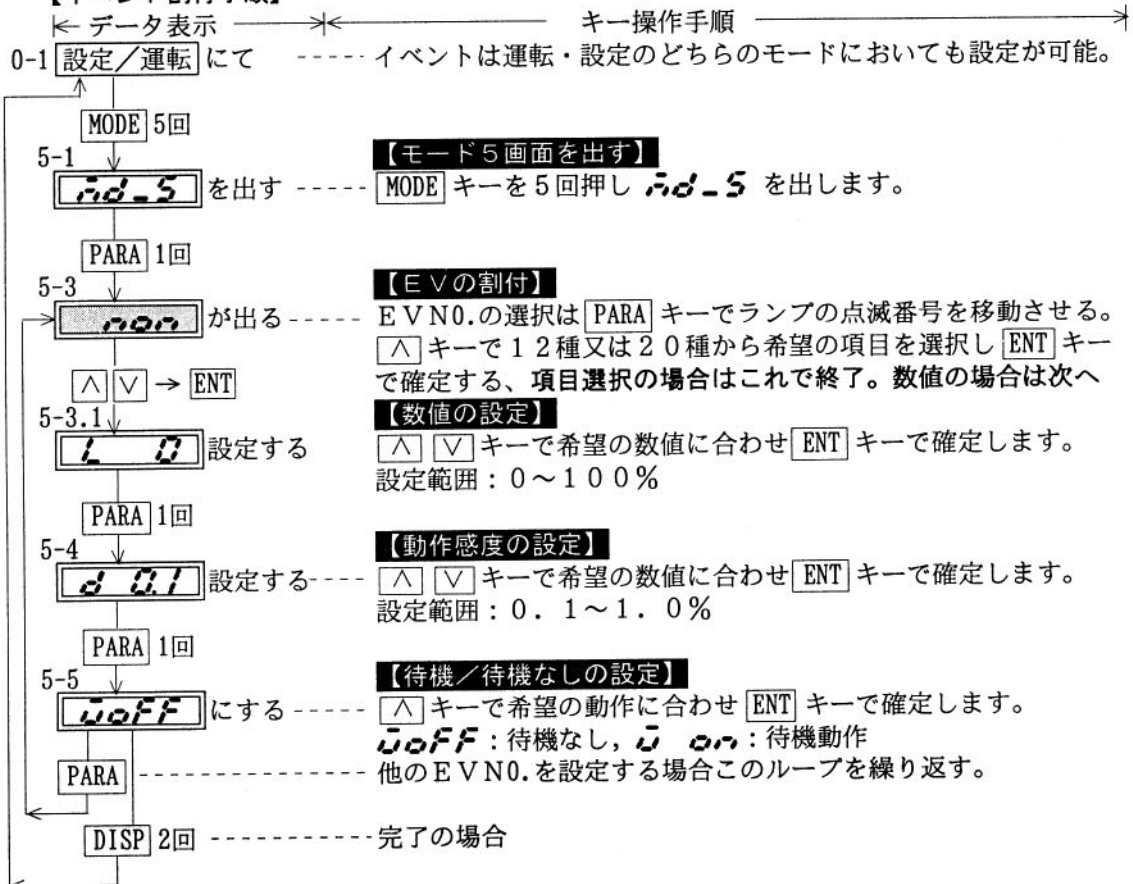 【イベント割付手順】
データ表示 キー操作手順
0-1 設定／運転 にて ----- イベントは運転・設定のどちらのモードにおいても設定が可能。
MODE 5回
5-1 【モード５画面を出す】
ñd_5 を出す ----- MODE キーを５回押し ñd_5 を出します。
PARA 1回
5-3 【ＥＶの割付】
non が出る ----- ＥＶＮ0.の選択は PARA キーでランプの点滅番号を移動させる。
∧ キーで１２種又は２０種から希望の項目を選択し ENT キー
∧ ∨ → ENT で確定する、項目選択の場合はこれで終了。数値の場合は次へ
5-3.1 【数値の設定】
L 0 設定する ∧ ∨ キーで希望の数値に合わせ ENT キーで確定します。
設定範囲：０～１００％
PARA 1回
5-4 【動作感度の設定】
d 0.1 設定する ---- ∧ ∨ キーで希望の数値に合わせ ENT キーで確定します。
設定範囲：０．１～１．０％
PARA 1回
5-5 【待機／待機なしの設定】
ūoFF にする ----- ∧ キーで希望の動作に合わせ ENT キーで確定します。
ūoFF：待機なし, ū on：待機動作
PARA ------------- 他のＥＶＮ0.を設定する場合このループを繰り返す。
DISP 2回 ----------- 完了の場合